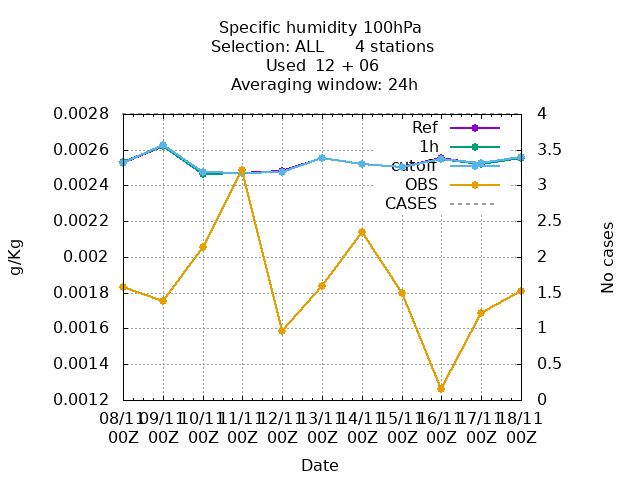 Specific humidity 100hPa
Selection: ALL 4 stations
Used 12 + 06
Averaging window: 24h
g/Kg
No cases
0.0028
0.0026
0.0024
0.0022
0.002
0.0018
0.0016
0.0014
0.0012
4
3.5
3
2.5
2
1.5
1
0.5
0
Ref
1h
cutoff
OBS
CASES
08/11 09/11 10/11 11/11 12/11 13/11 14/11 15/11 16/11 17/11 18/11
00Z 00Z 00Z 00Z 00Z 00Z 00Z 00Z 00Z 00Z 00Z
Date